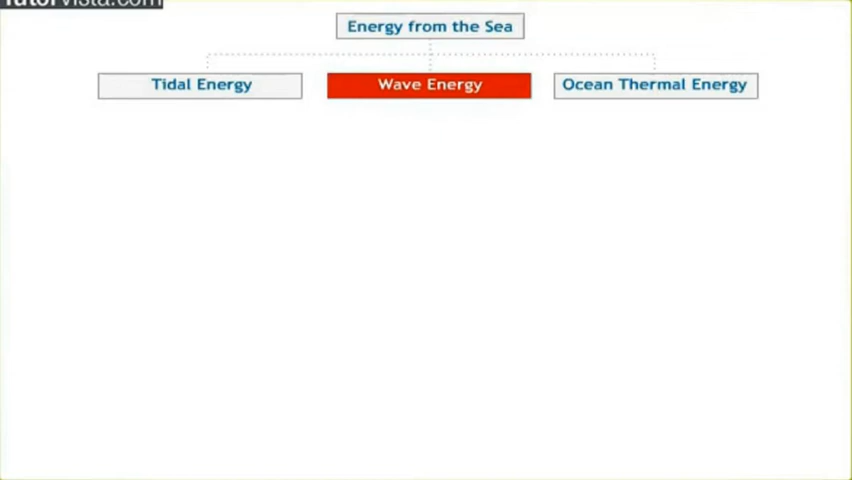 Tutorvista.com
Energy from the Sea
Tidal Energy
Wave Energy
Ocean Thermal Energy